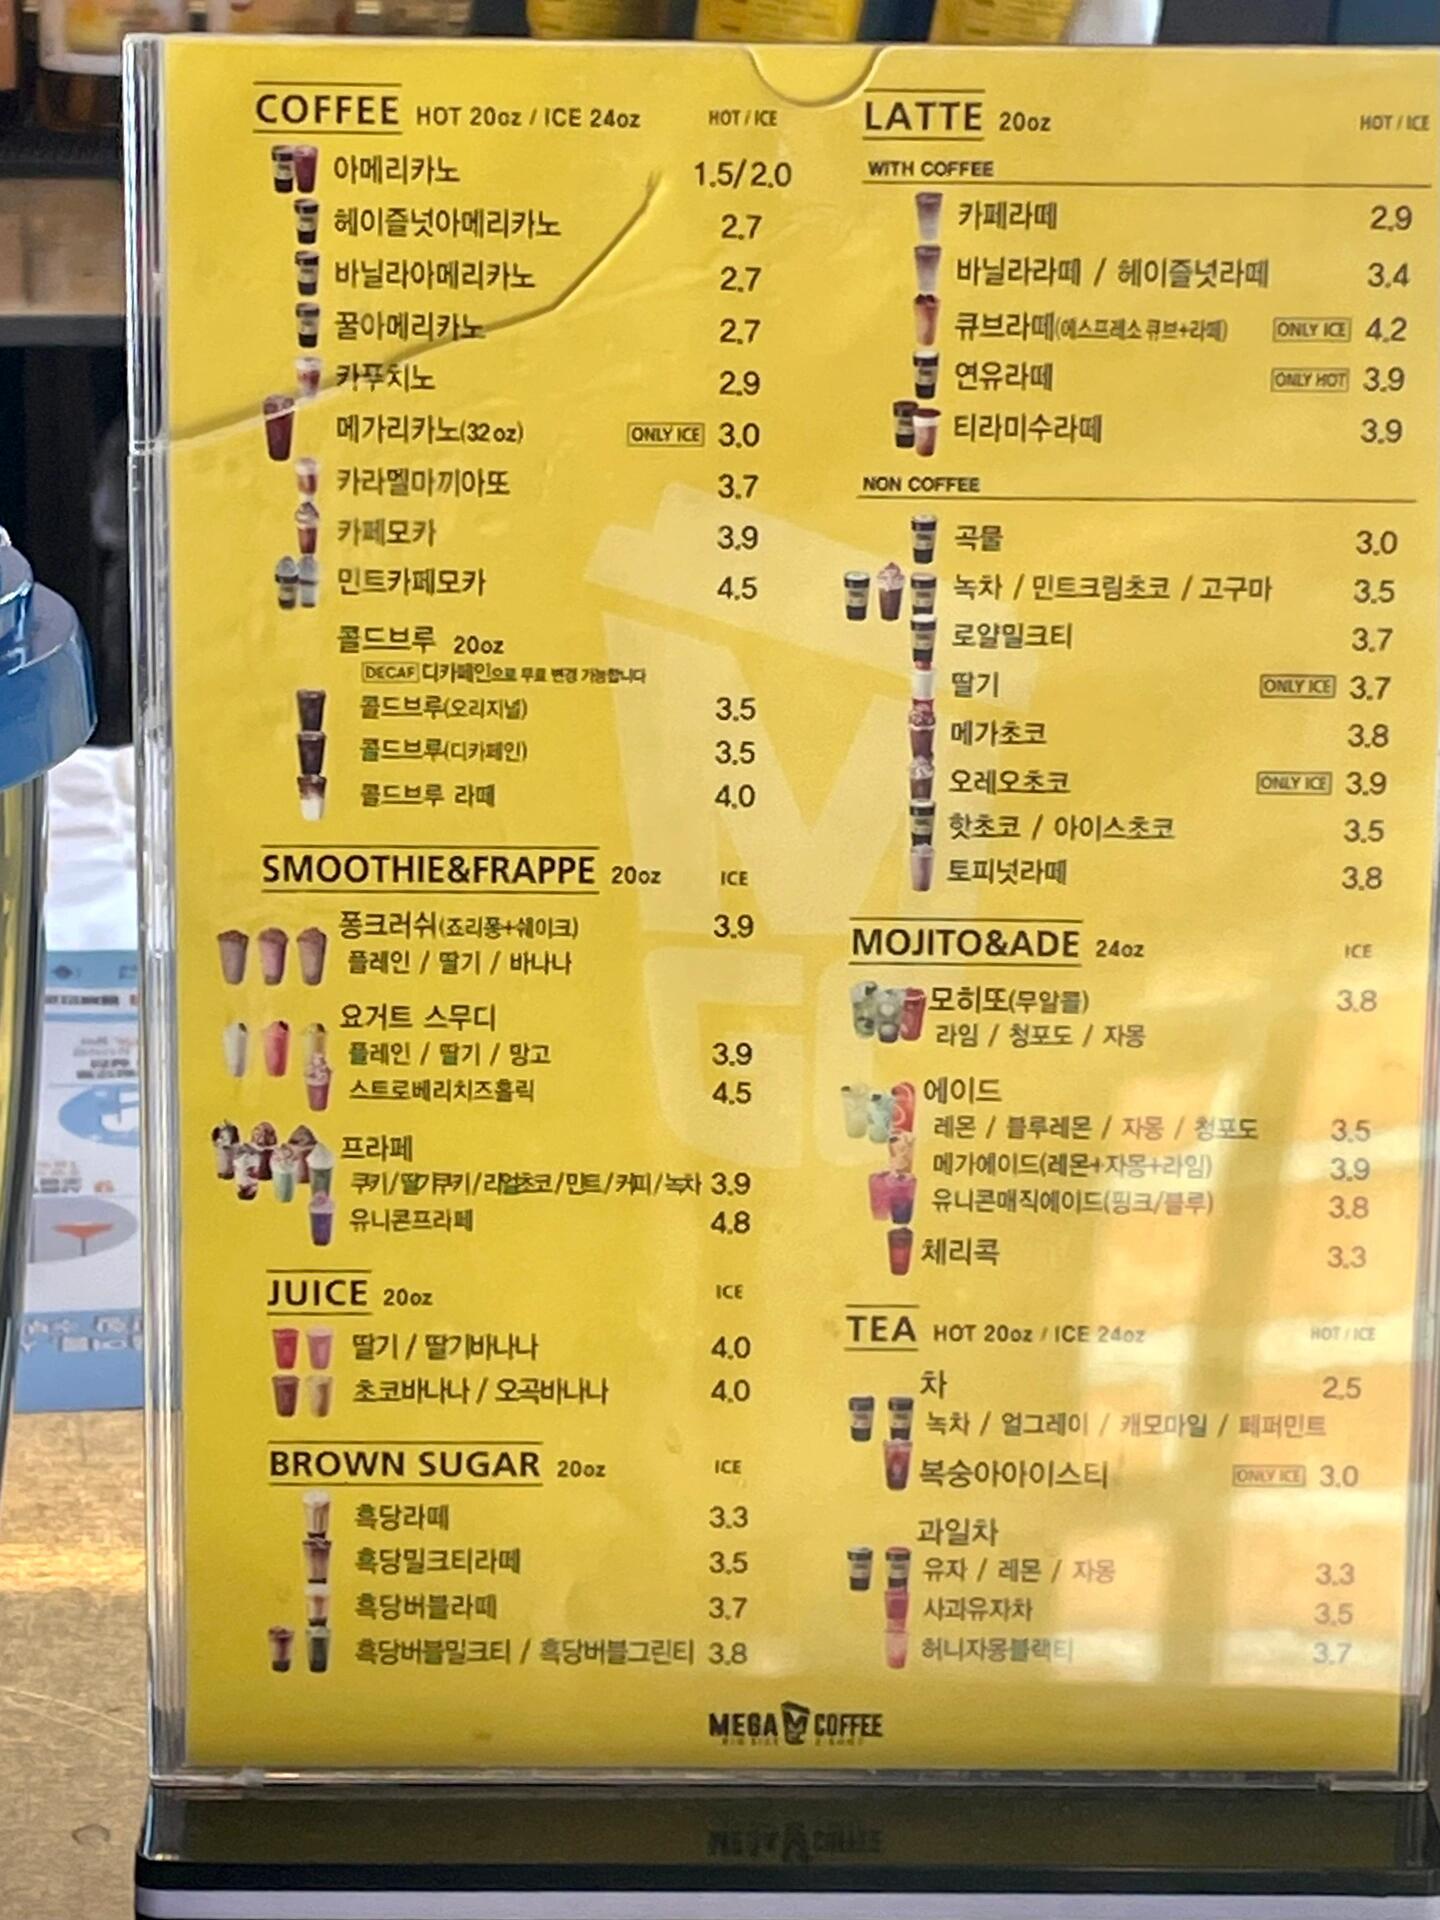 COFFEE HOT 20oz / ICE 24oz HOT / ICE
아메리카노 1.5/2.0
헤이즐넛아메리카노 2.7
바닐라아메리카노 2.7
꿀아메리카노 2.7
카푸치노 2.9
메가리카노(32oz) ONLY ICE 3.0
카라멜마끼아또 3.7
카페모카 3.9
민트카페모카 4.5
콜드브루 20oz
DECAF 디카페인으로 무료 변경 가능합니다
콜드브루(오리지널) 3.5
콜드브루(디카페인) 3.5
콜드브루 라떼 4.0
SMOOTHIE&FRAPPE 20oz ICE
퐁크러쉬(죠리퐁+쉐이크) 3.9
플레인 / 딸기 / 바나나
요거트 스무디
플레인 / 딸기 / 망고 3.9
스트로베리치즈홀릭 4.5
프라페
쿠키/딸기쿠키/리얼초코/민트/커피/녹차 3.9
유니콘프라페 4.8
JUICE 20oz ICE
딸기 / 딸기바나나 4.0
초코바나나 / 오곡바나나 4.0
BROWN SUGAR 20oz ICE
흑당라떼 3.3
흑당밀크티라떼 3.5
흑당버블라떼 3.7
흑당버블밀크티 / 흑당버블그린티 3.8
LATTE 20oz HOT / ICE
WITH COFFEE
카페라떼 2.9
바닐라라떼 / 헤이즐넛라떼 3.4
큐브라떼(에스프레소 큐브+라떼) ONLY ICE 4.2
연유라떼 ONLY HOT 3.9
티라미수라떼 3.9
NON COFFEE
곡물 3.0
녹차 / 민트크림초코 / 고구마 3.5
로얄밀크티 3.7
딸기 ONLY ICE 3.7
메가초코 3.8
오레오초코 ONLY ICE 3.9
핫초코 / 아이스초코 3.5
토피넛라떼 3.8
MOJITO&ADE 24oz ICE
모히또(무알콜) 3.8
라임 / 청포도 / 자몽
에이드
레몬 / 블루레몬 / 자몽 / 청포도 3.5
메가에이드(레몬+자몽+라임) 3.9
유니콘매직에이드(핑크/블루) 3.8
체리콕 3.3
TEA HOT 20oz / ICE 24oz HOT / ICE
차 2.5
녹차 / 얼그레이 / 캐모마일 / 페퍼민트
복숭아아이스티 ONLY ICE 3.0
과일차
유자 / 레몬 / 자몽 3.3
사과유자차 3.5
허니자몽블랙티 3.7
MEGA COFFEE